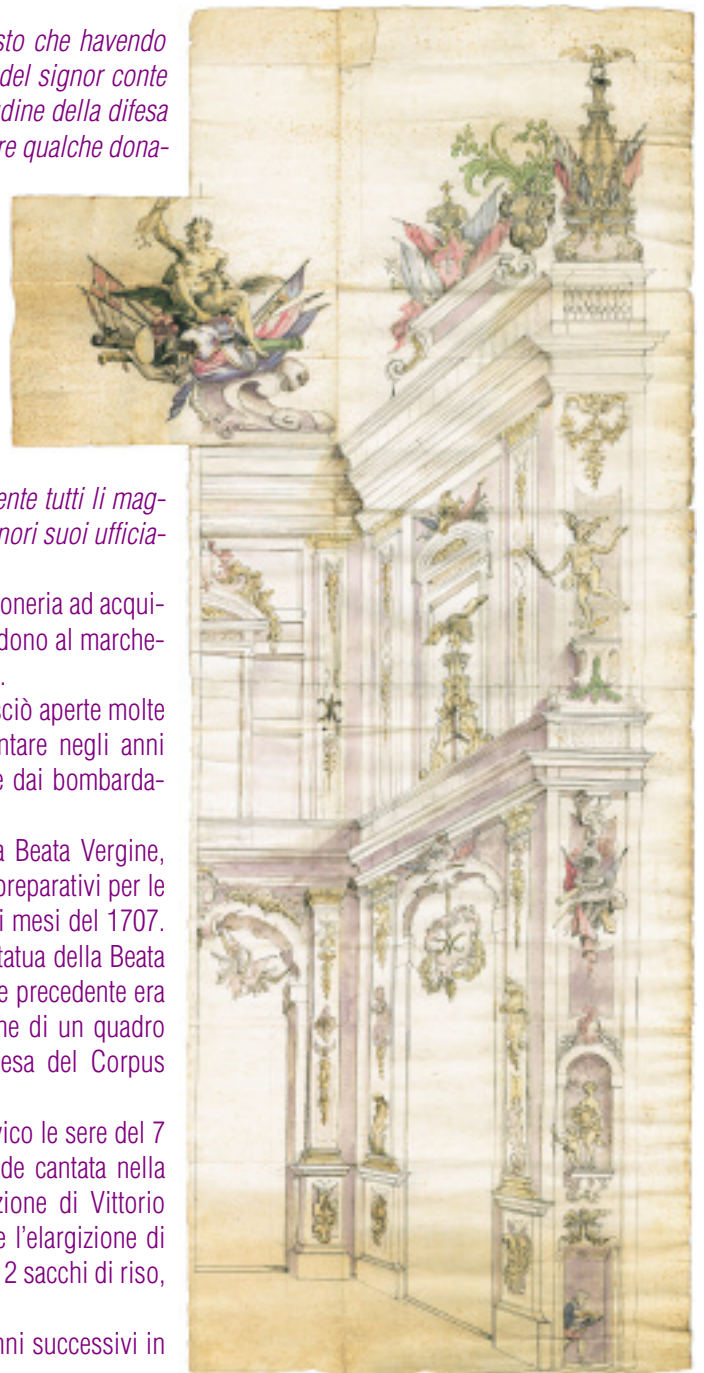 sto che havendo
del signor conte
dine della difesa
re qualche dona-
ente tutti li mag-
nori suoi ufficia-
oneria ad acqui-
dono al marche-
.
sciò aperte molte
ntare negli anni
e dai bombarda-
a Beata Vergine,
preparativi per le
i mesi del 1707.
tatua della Beata
e precedente era
ne di un quadro
esa del Corpus
vico le sere del 7
de cantata nella
zione di Vittorio
e l'elargizione di
2 sacchi di riso,
nni successivi in